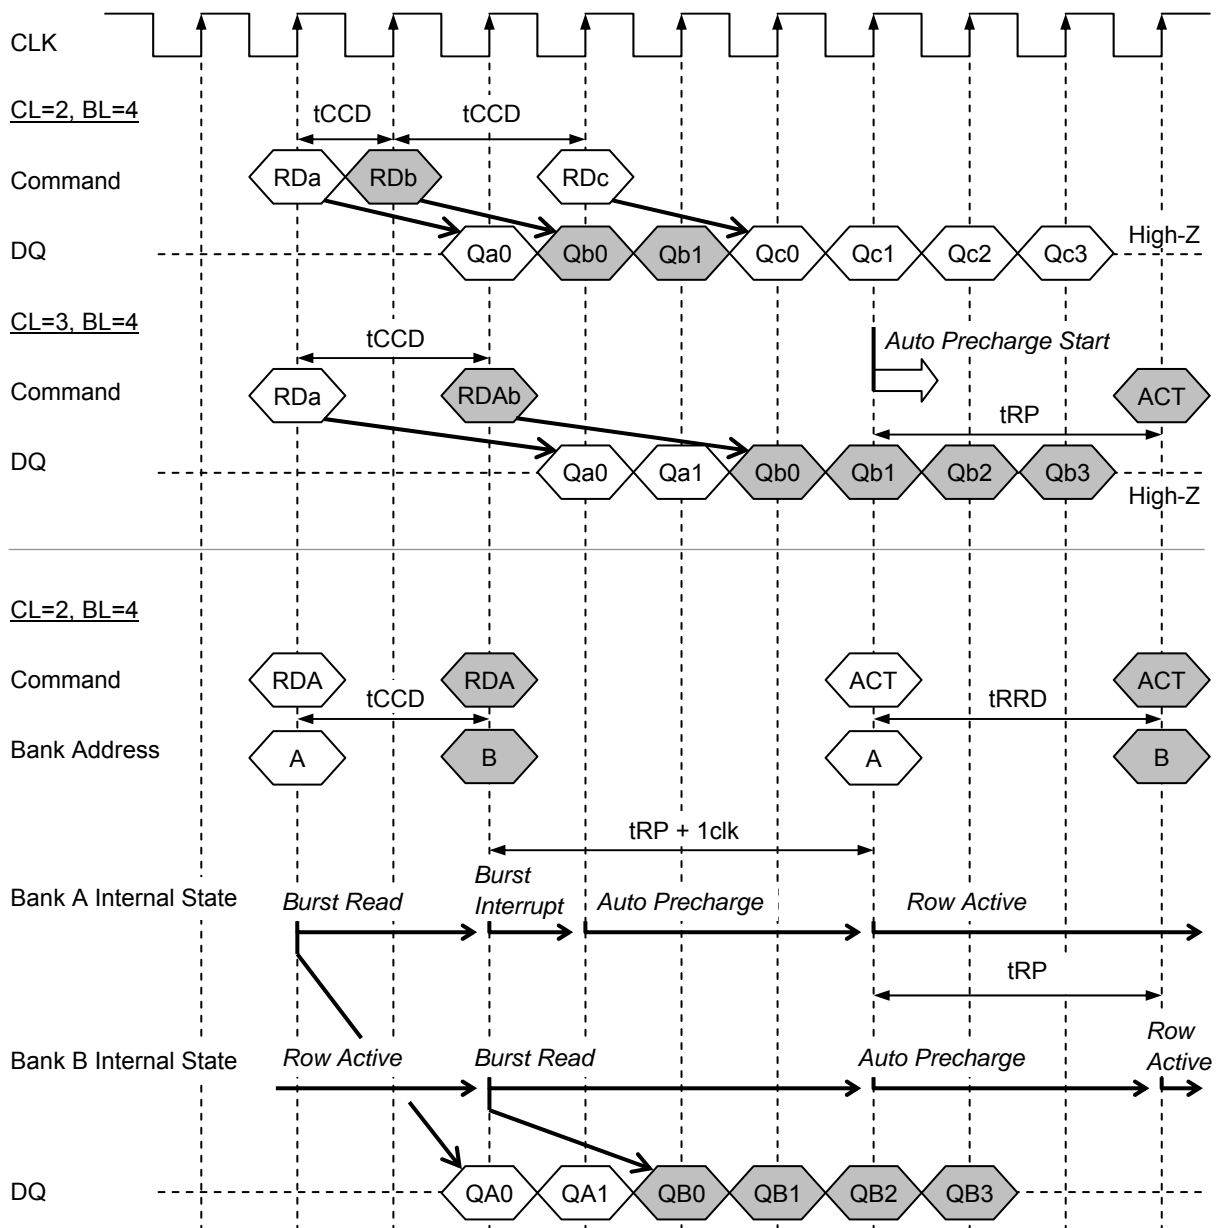 CLK
CL=2, BL=4
tCCD tCCD
Command RDa RDb RDc
DQ Qa0 Qb0 Qb1 Qc0 Qc1 Qc2 Qc3 High-Z
CL=3, BL=4
tCCD Auto Precharge Start
Command RDa RDAb ACT
tRP
DQ Qa0 Qa1 Qb0 Qb1 Qb2 Qb3
High-Z
CL=2, BL=4
Command RDA RDA ACT ACT
tCCD tRRD
Bank Address A B A B
tRP + 1clk
Bank A Internal State Burst Read Burst Interrupt Auto Precharge Row Active
tRP
Bank B Internal State Row Active Burst Read Auto Precharge Row Active
DQ QA0 QA1 QB0 QB1 QB2 QB3